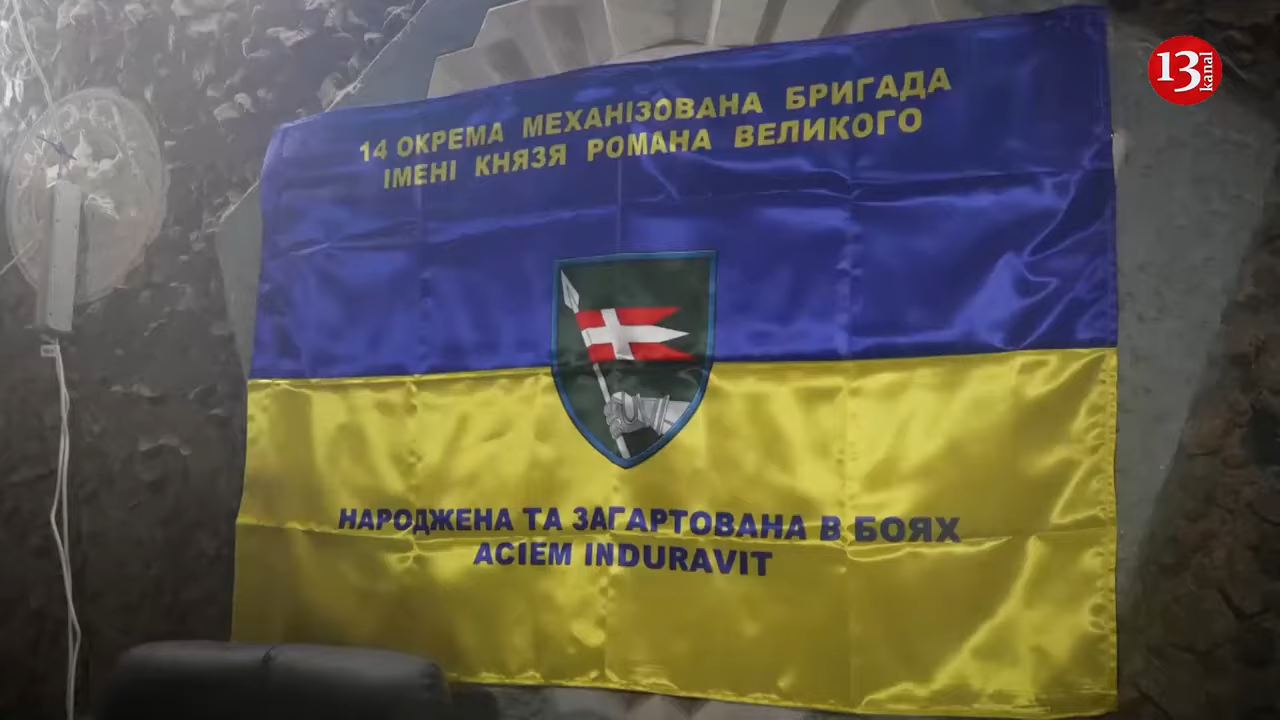 13
kanal
14 ОКРЕМА МЕХАНІЗОВАНА БРИГАДА
ІМЕНІ КНЯЗЯ РОМАНА ВЕЛИКОГО
НАРОДЖЕНА ТА ЗАГАРТОВАНА В БОЯХ
ACIEM INDURAVIT